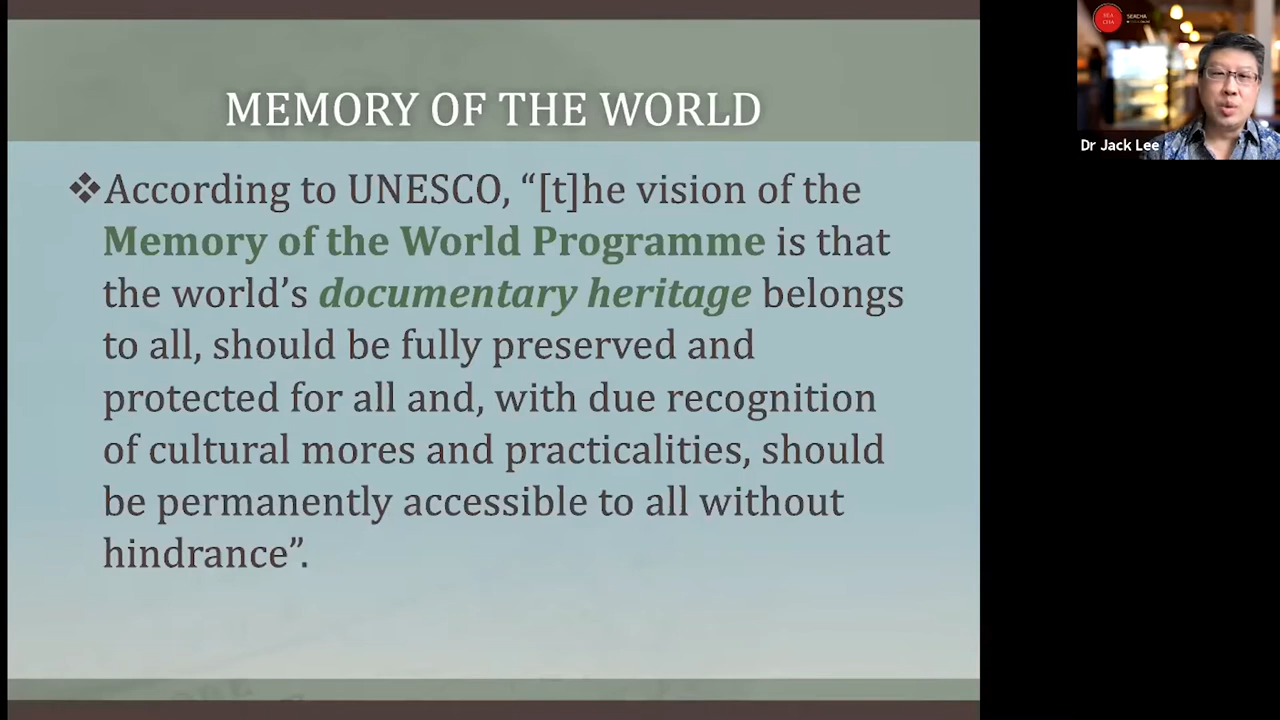 MEMORY OF THE WORLD
❖According to UNESCO, “[t]he vision of the
Memory of the World Programme is that
the world’s documentary heritage belongs
to all, should be fully preserved and
protected for all and, with due recognition
of cultural mores and practicalities, should
be permanently accessible to all without
hindrance”.
SEA
CHA
SEACHA
Dr Jack Lee